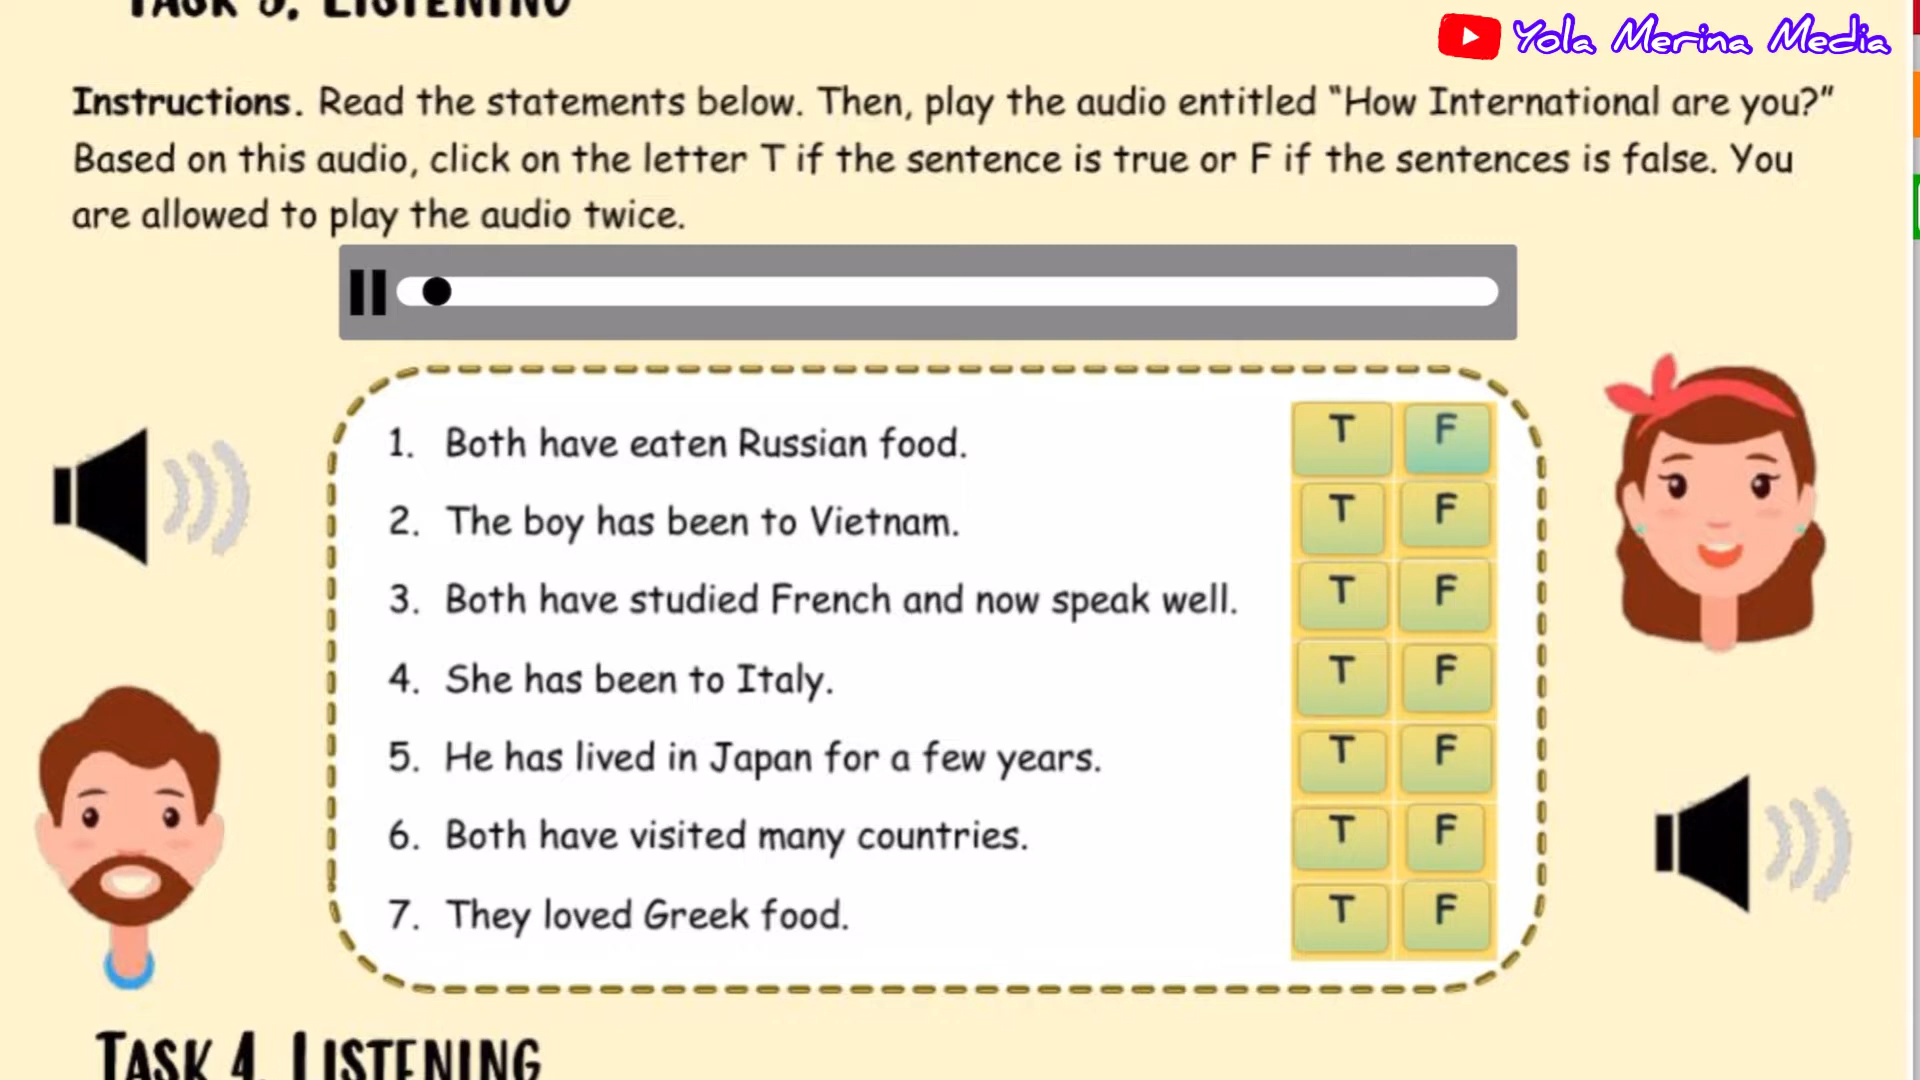 TASK 3. LISTENING
Yola Merina Media
Instructions. Read the statements below. Then, play the audio entitled "How International are you?"
Based on this audio, click on the letter T if the sentence is true or F if the sentences is false. You
are allowed to play the audio twice.
1. Both have eaten Russian food. T F
2. The boy has been to Vietnam. T F
3. Both have studied French and now speak well. T F
4. She has been to Italy. T F
5. He has lived in Japan for a few years. T F
6. Both have visited many countries. T F
7. They loved Greek food. T F
TASK 4. LISTENING